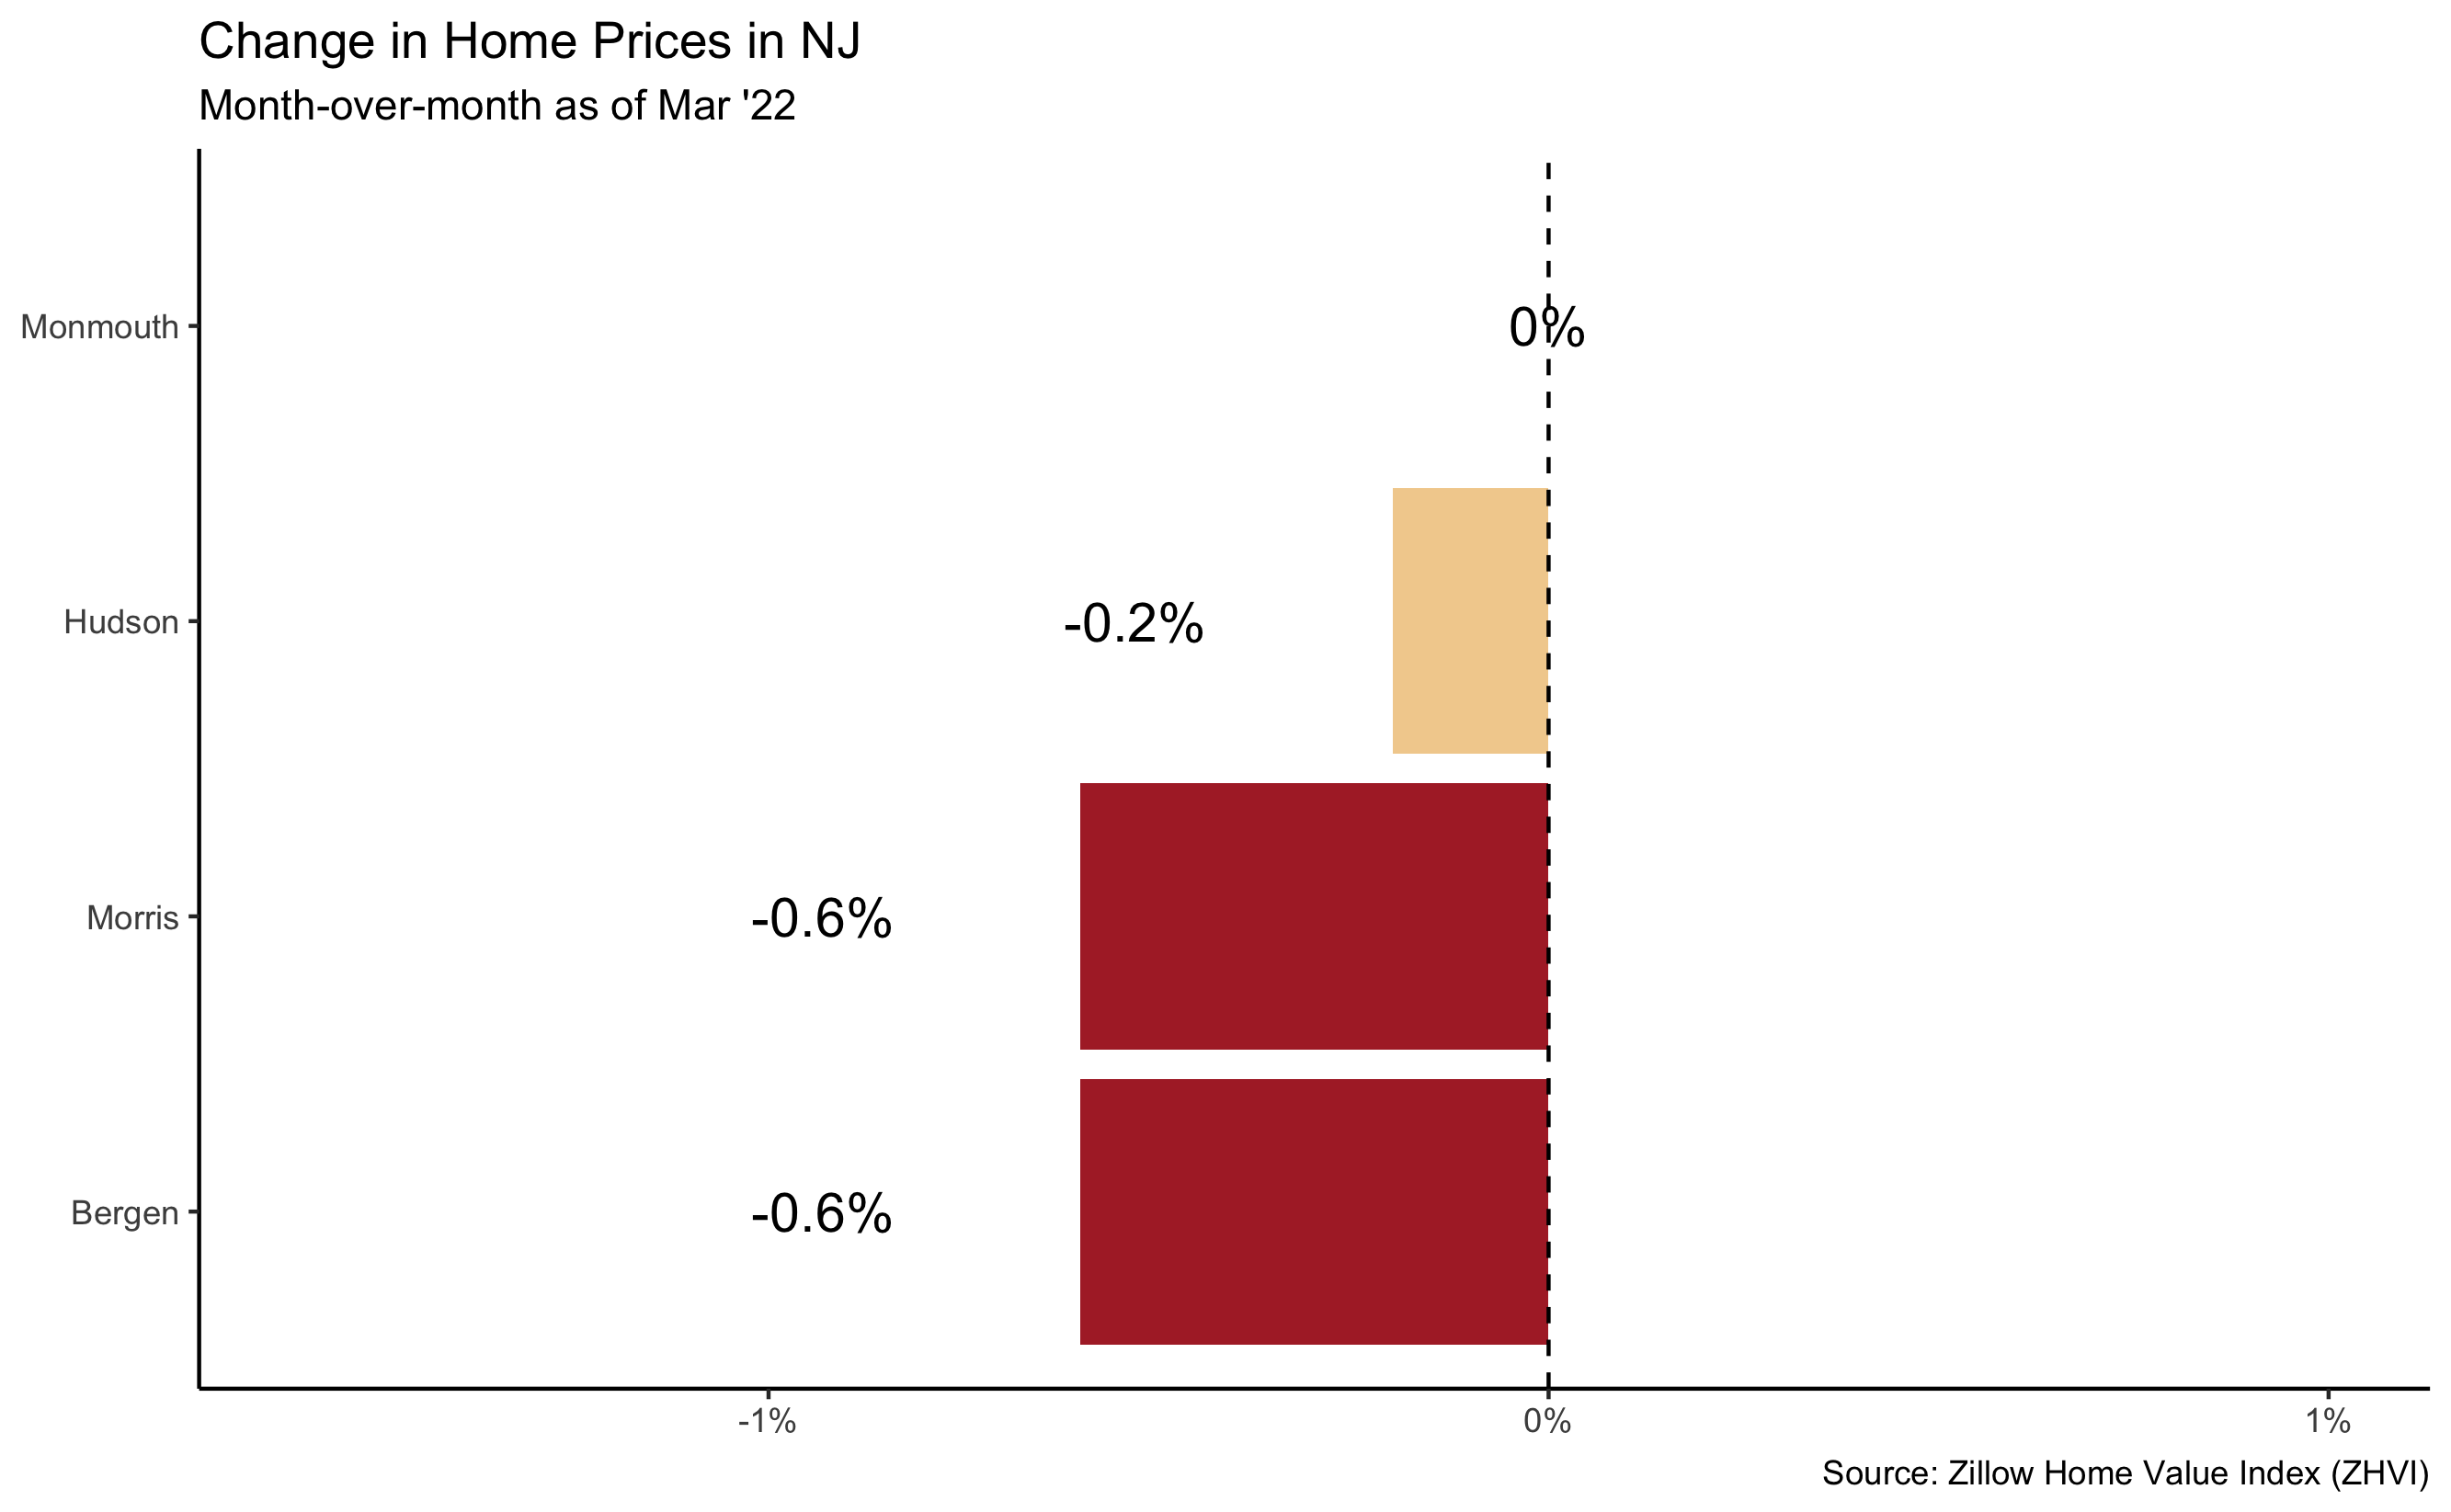 Change in Home Prices in NJ
Month-over-month as of Mar '22
Monmouth
0%
Hudson
-0.2%
Morris
-0.6%
Bergen
-0.6%
-1%
0%
1%
Source: Zillow Home Value Index (ZHVI)